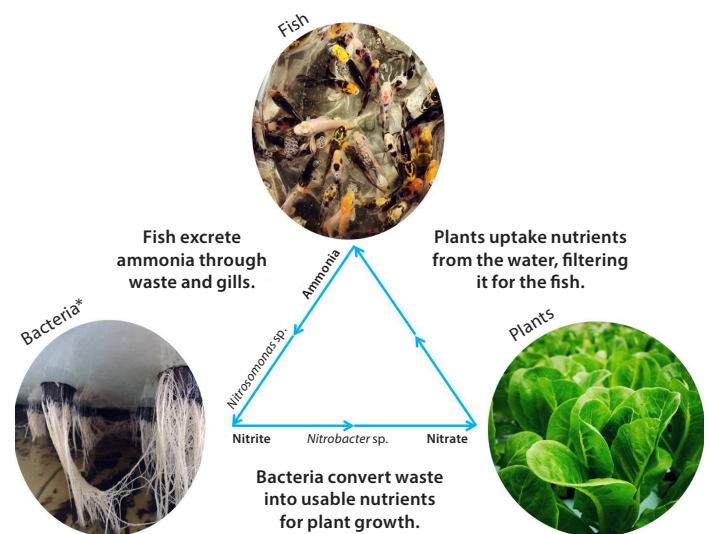 Fish
Fish excrete
ammonia through
waste and gills.
Plants uptake nutrients
from the water, filtering
it for the fish.
Ammonia
Bacteria*
Nitrosomonas sp.
Plants
Nitrite
Nitrobacter sp.
Nitrate
Bacteria convert waste
into usable nutrients
for plant growth.